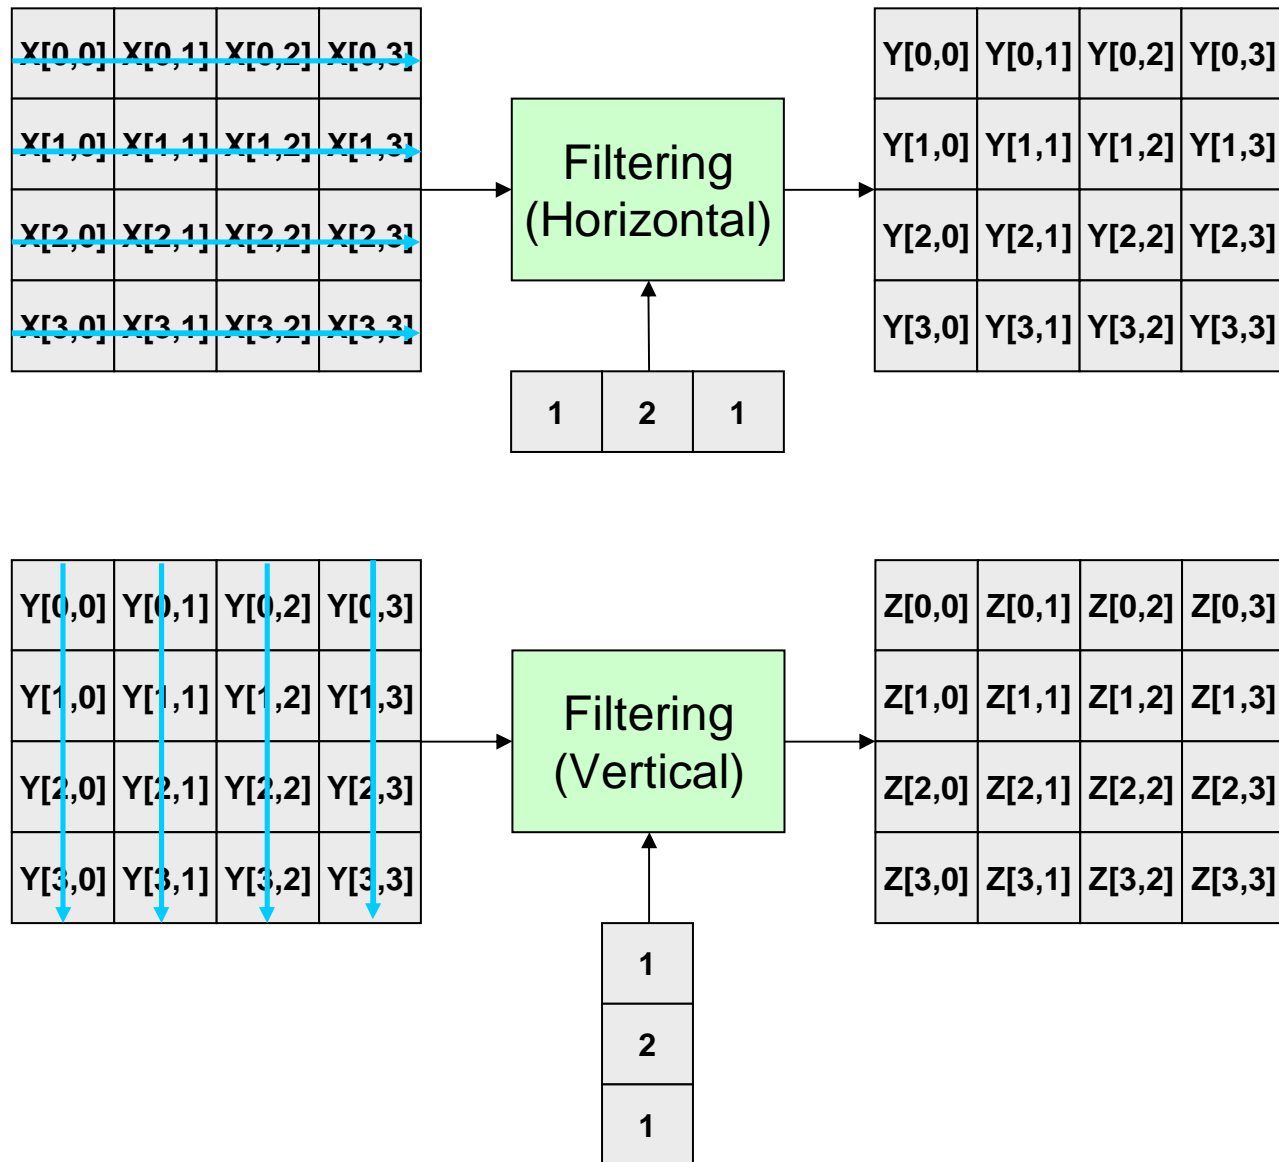 X[0,0] X[0,1] X[0,2] X[0,3]
X[1,0] X[1,1] X[1,2] X[1,3]
X[2,0] X[2,1] X[2,2] X[2,3]
X[3,0] X[3,1] X[3,2] X[3,3]
Filtering
(Horizontal)
1 2 1
Y[0,0] Y[0,1] Y[0,2] Y[0,3]
Y[1,0] Y[1,1] Y[1,2] Y[1,3]
Y[2,0] Y[2,1] Y[2,2] Y[2,3]
Y[3,0] Y[3,1] Y[3,2] Y[3,3]
Y[0,0] Y[0,1] Y[0,2] Y[0,3]
Y[1,0] Y[1,1] Y[1,2] Y[1,3]
Y[2,0] Y[2,1] Y[2,2] Y[2,3]
Y[3,0] Y[3,1] Y[3,2] Y[3,3]
Filtering
(Vertical)
1
2
1
Z[0,0] Z[0,1] Z[0,2] Z[0,3]
Z[1,0] Z[1,1] Z[1,2] Z[1,3]
Z[2,0] Z[2,1] Z[2,2] Z[2,3]
Z[3,0] Z[3,1] Z[3,2] Z[3,3]